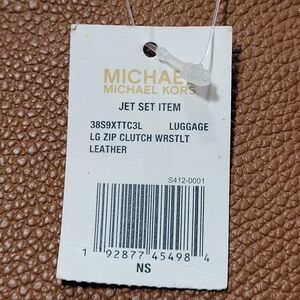 MICHAEL
MICHAEL KORS
JET SET ITEM
38S9XTTC3L LUGGAGE
LG ZIP CLUTCH WRSTLT
LEATHER
S412-0001
1 92877 45498 4
NS